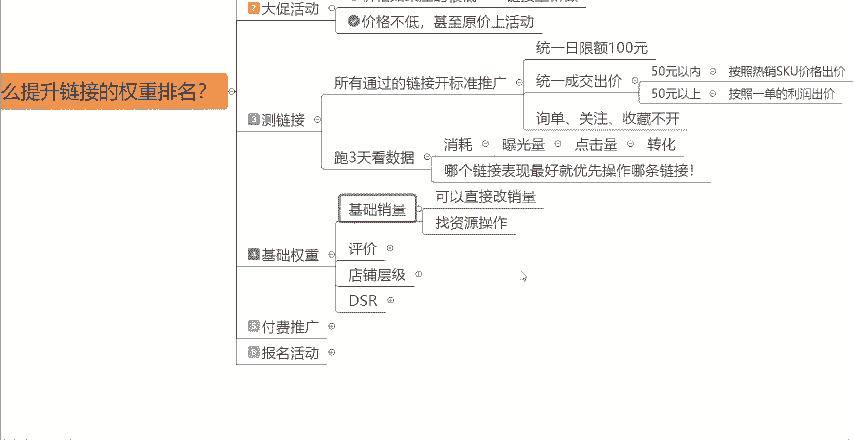 么提升链接的权重排名?
大促活动
价格不低，甚至原价上活动
测链接
所有通过的链接开标准推广
统一日限额100元
统一成交出价
50元以内
按照热销SKU价格出价
50元以上
按照一单的利润出价
询单、关注、收藏不开
跑3天看数据
消耗
曝光量
点击量
转化
哪个链接表现最好就优先操作哪条链接!
基础权重
基础销量
可以直接改销量
找资源操作
评价
店铺层级
DSR
付费推广
报名活动